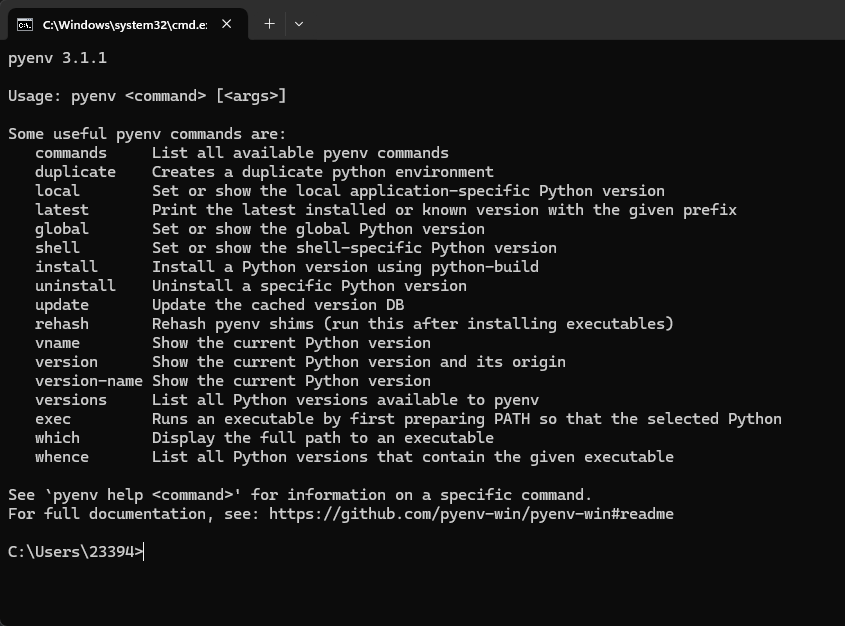 C:\Windows\system32\cmd.e:
pyenv 3.1.1
Usage: pyenv <command> [<args>]
Some useful pyenv commands are:
   commands     List all available pyenv commands
   duplicate    Creates a duplicate python environment
   local        Set or show the local application-specific Python version
   latest       Print the latest installed or known version with the given prefix
   global       Set or show the global Python version
   shell        Set or show the shell-specific Python version
   install      Install a Python version using python-build
   uninstall    Uninstall a specific Python version
   update       Update the cached version DB
   rehash       Rehash pyenv shims (run this after installing executables)
   vname        Show the current Python version
   version      Show the current Python version and its origin
   version-name Show the current Python version
   versions     List all Python versions available to pyenv
   exec         Runs an executable by first preparing PATH so that the selected Python
   which        Display the full path to an executable
   whence       List all Python versions that contain the given executable
See `pyenv help <command>' for information on a specific command.
For full documentation, see: https://github.com/pyenv-win/pyenv-win#readme
C:\Users\23394>